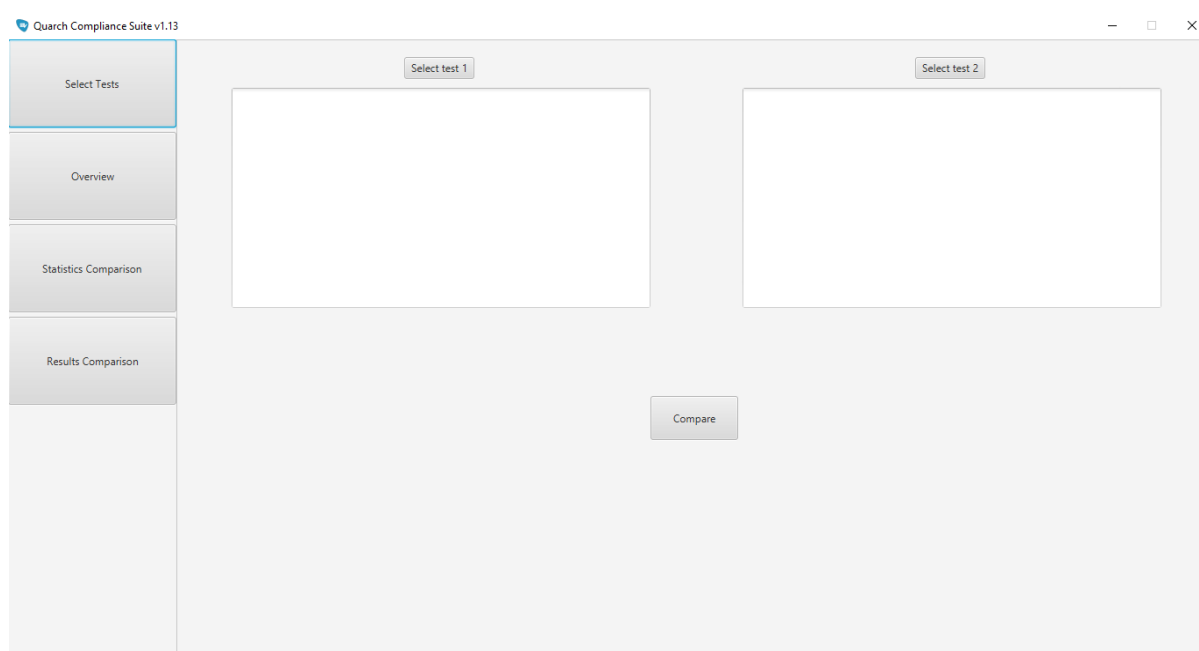 Quarch Compliance Suite v1.13
Select Tests
Overview
Statistics Comparison
Results Comparison
Select test 1
Select test 2
Compare